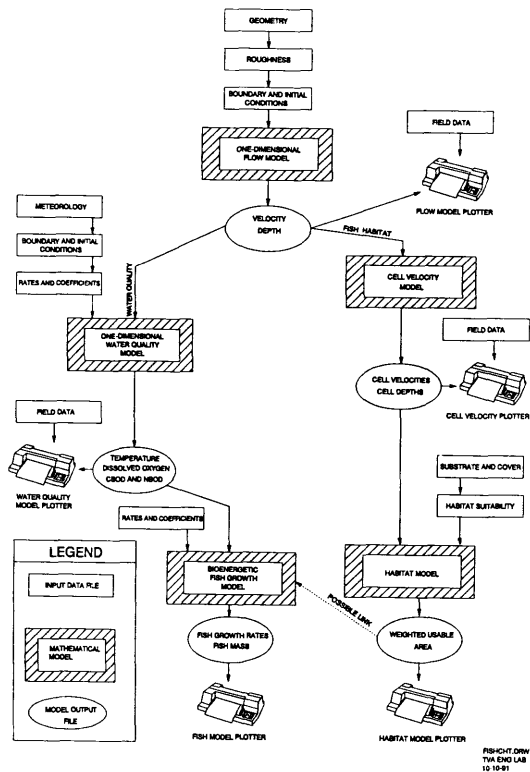 GEOMETRY
ROUGHNESS
BOUNDARY AND INITIAL
CONDITIONS
ONE-DIMENSIONAL
FLOW MODEL
FIELD DATA
FLOW MODEL PLOTTER
VELOCITY
DEPTH
FISH HABITAT
WATER QUALITY
METEOROLOGY
BOUNDARY AND INITIAL
CONDITIONS
RATES AND COEFFICIENTS
ONE-DIMENSIONAL
WATER QUALITY
MODEL
CELL VELOCITY
MODEL
FIELD DATA
CELL VELOCITY PLOTTER
CELL VELOCITIES
CELL DEPTHS
FIELD DATA
WATER QUALITY
MODEL PLOTTER
TEMPERATURE
DISSOLVED OXYGEN
CBOD AND NBOD
SUBSTRATE AND COVER
HABITAT SUITABILITY
RATES AND COEFFICIENTS
BIOENERGETIC
FISH GROWTH
MODEL
HABITAT MODEL
POSSIBLE LINK
FISH GROWTH RATES
FISH MASS
WEIGHTED USABLE
AREA
FISH MODEL PLOTTER
HABITAT MODEL PLOTTER
LEGEND
INPUT DATA FILE
MATHEMATICAL
MODEL
MODEL OUTPUT
FILE
FISHCHT.DRW
TVA ENG LAB
10-10-91